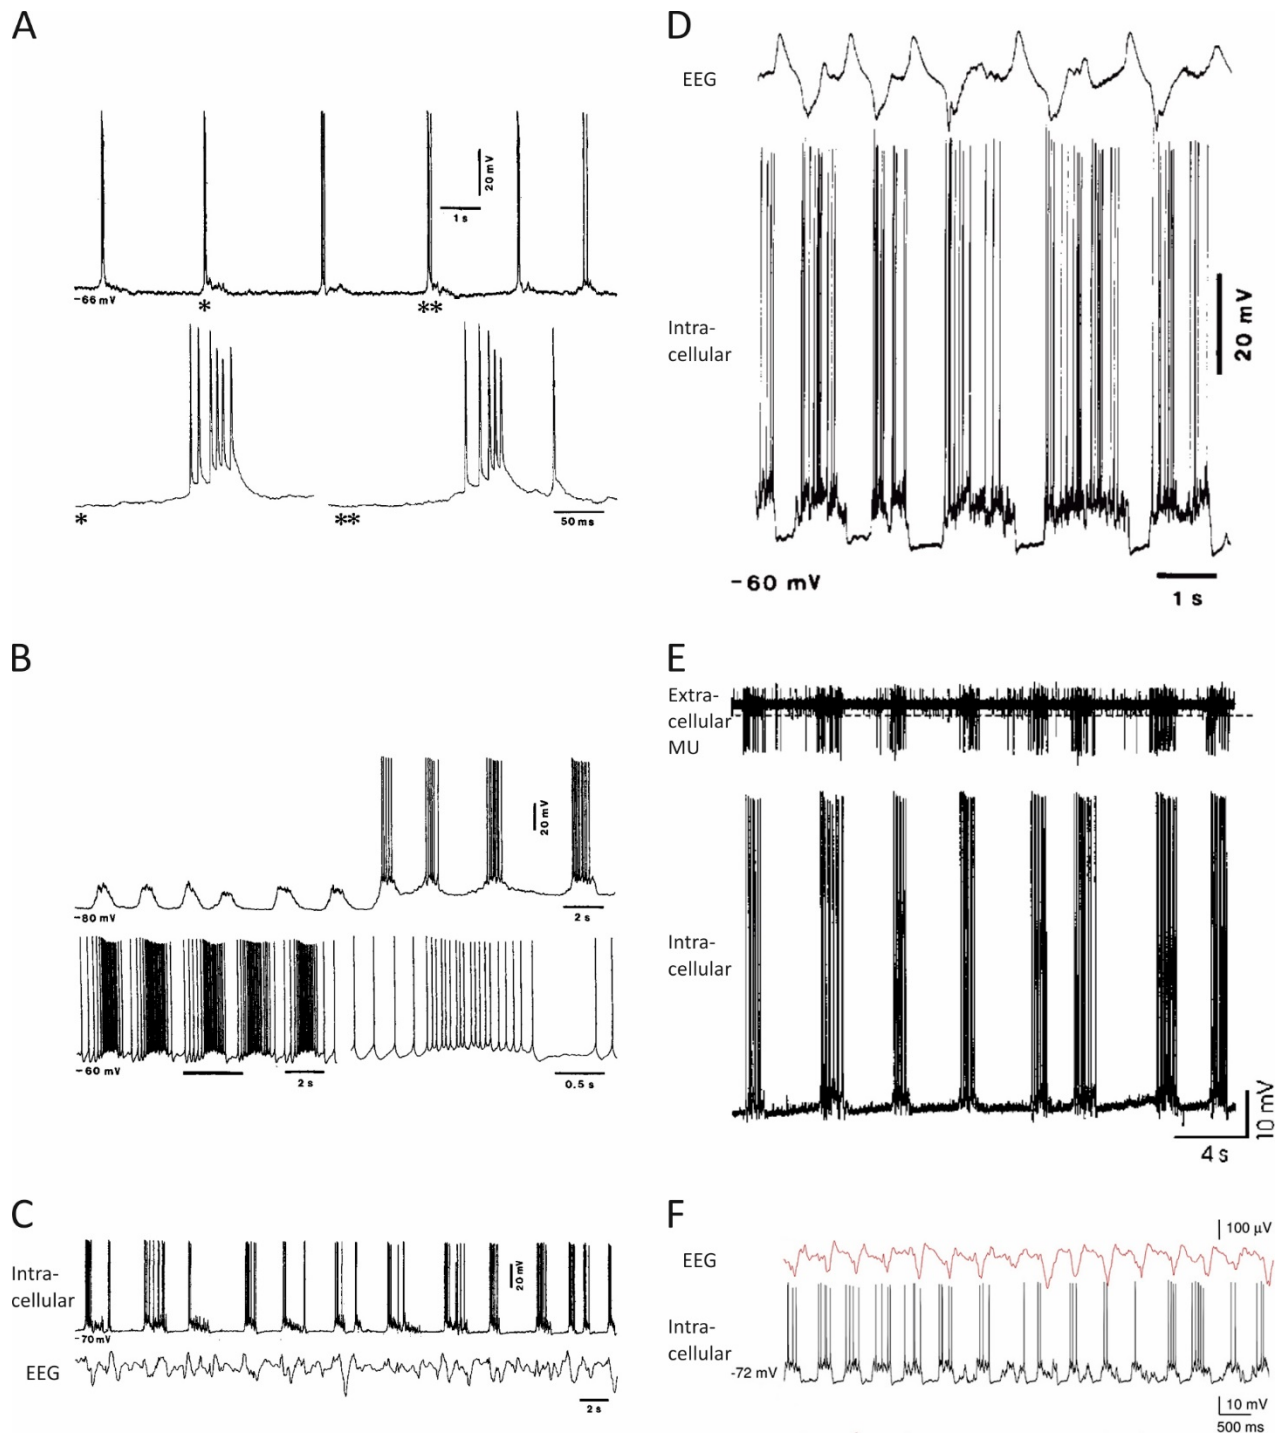 A
20 mV
1 s
-66 mV
*
**
*
**
50 ms
B
20 mV
-80 mV
2 s
-60 mV
2 s
0.5 s
C
Intra-
cellular
20 mV
-70 mV
EEG
2 s
D
EEG
Intra-
cellular
20 mV
-60 mV
1 s
E
Extra-
cellular
MU
Intra-
cellular
10 mV
4 s
F
100 µV
EEG
Intra-
cellular
-72 mV
10 mV
500 ms